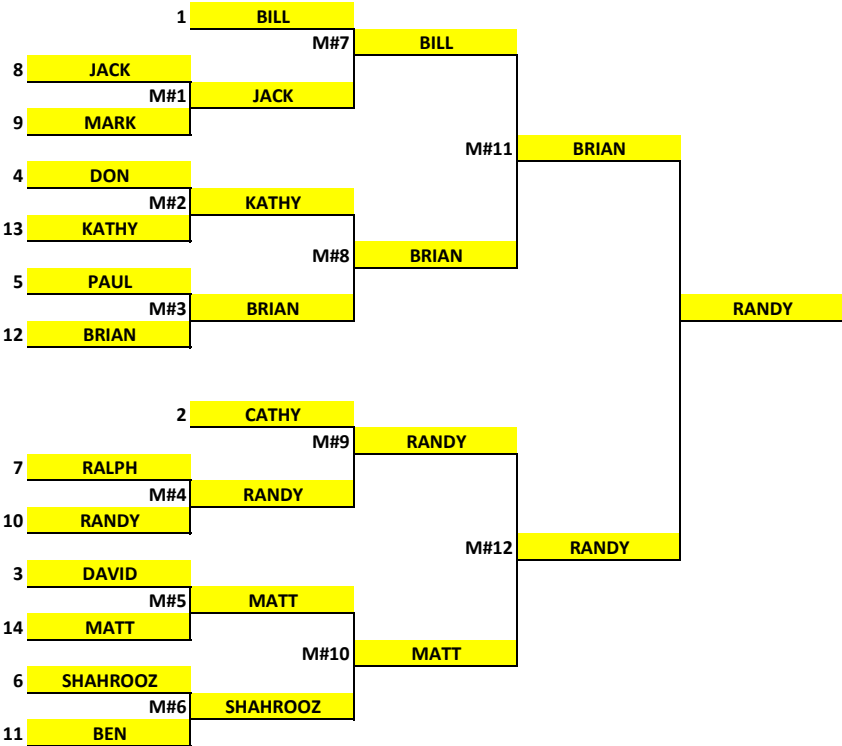 1 BILL
M#7 BILL
8 JACK
M#1 JACK
9 MARK
M#11 BRIAN
4 DON
M#2 KATHY
13 KATHY
M#8 BRIAN
5 PAUL
M#3 BRIAN
RANDY
12 BRIAN
2 CATHY
M#9 RANDY
7 RALPH
M#4 RANDY
10 RANDY
M#12 RANDY
3 DAVID
M#5 MATT
14 MATT
M#10 MATT
6 SHAHROOZ
M#6 SHAHROOZ
11 BEN